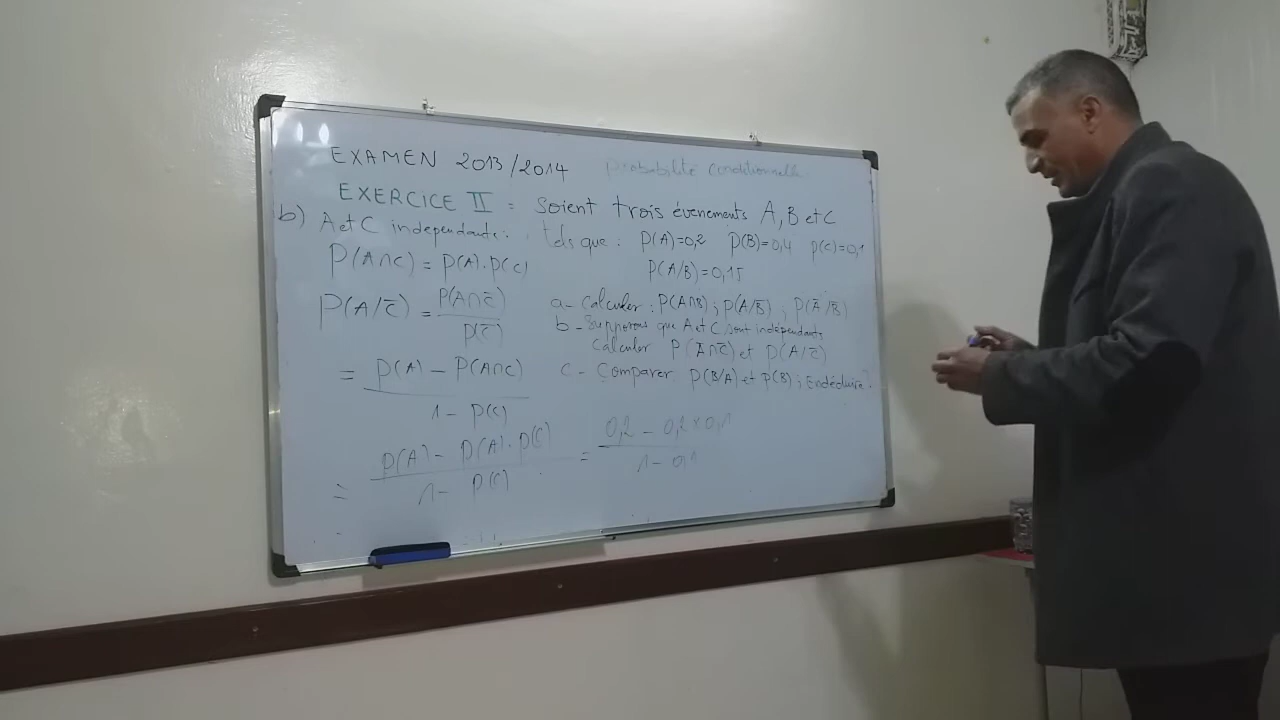 EXAMEN 2013/2014 probabilité conditionnelle
EXERCICE II = Soient trois évenements A, B et C
tels que : P(A)=0,2 P(B)=0,4 P(C)=0,1
P(A/B)=0,15
a- Calculer : P(A∩B) ; P(A/B̅) ; P(A̅/B̅)
b- Supposons que A et C sont indépendants
Calculer P(A̅∩C̅) et P(A/C̅)
c- Comparer : P(B/A) et P(B) ; En déduire ?
b) A et C independants :
P(A∩C) = P(A).P(C)
P(A/C̅) = P(A∩C̅) / P(C̅)
= P(A) - P(A∩C) / 1 - P(C)
= P(A) - P(A).P(C) / 1 - P(C) = 0,2 - 0,2×0,1 / 1 - 0,1